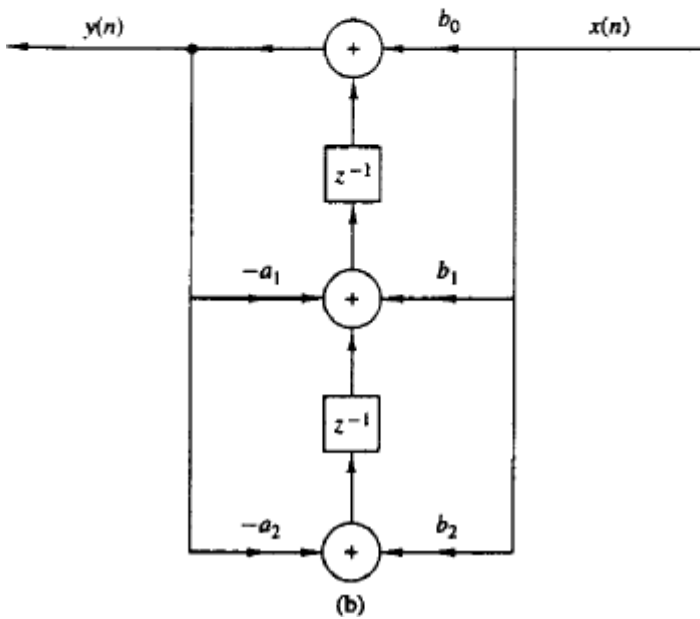 y(n) b₀ x(n)
+
z⁻¹
−a₁ + b₁
z⁻¹
−a₂ + b₂
(b)